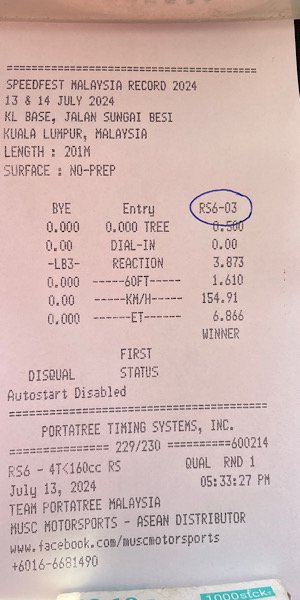 ========================================
SPEEDFEST MALAYSIA RECORD 2024
13 & 14 JULY 2024
KL BASE, JALAN SUNGAI BESI
KUALA LUMPUR, MALAYSIA
LENGTH : 201M
SURFACE : NO-PREP
BYE Entry RS6-03
0.000 0.000 TREE 0.500
0.00 DIAL-IN 0.00
-LB3- REACTION 3.873
0.000 ------60FT----- 1.610
0.00 ------KM/H----- 154.91
0.000 ------ET------- 6.866
WINNER
FIRST
DISQUAL STATUS
Autostart Disabled
========================================
PORTATREE TIMING SYSTEMS, INC.
=============== 229/230 ==========600214
RS6 - 4T<160cc RS QUAL RND 1
July 13, 2024 05:33:27 PM
TEAM PORTATREE MALAYSIA
MUSC MOTORSPORTS - ASEAN DISTRIBUTOR
www.facebook.com/muscmotorsports
+6016-6681490
1000stck.